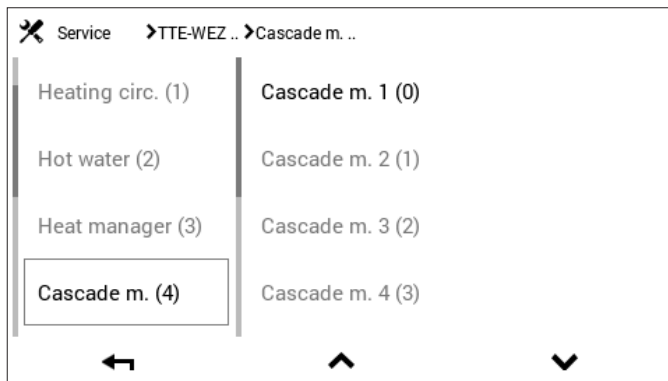 Service >TTE-WEZ .. >Cascade m. ..
Heating circ. (1)
Hot water (2)
Heat manager (3)
Cascade m. (4)
Cascade m. 1 (0)
Cascade m. 2 (1)
Cascade m. 3 (2)
Cascade m. 4 (3)